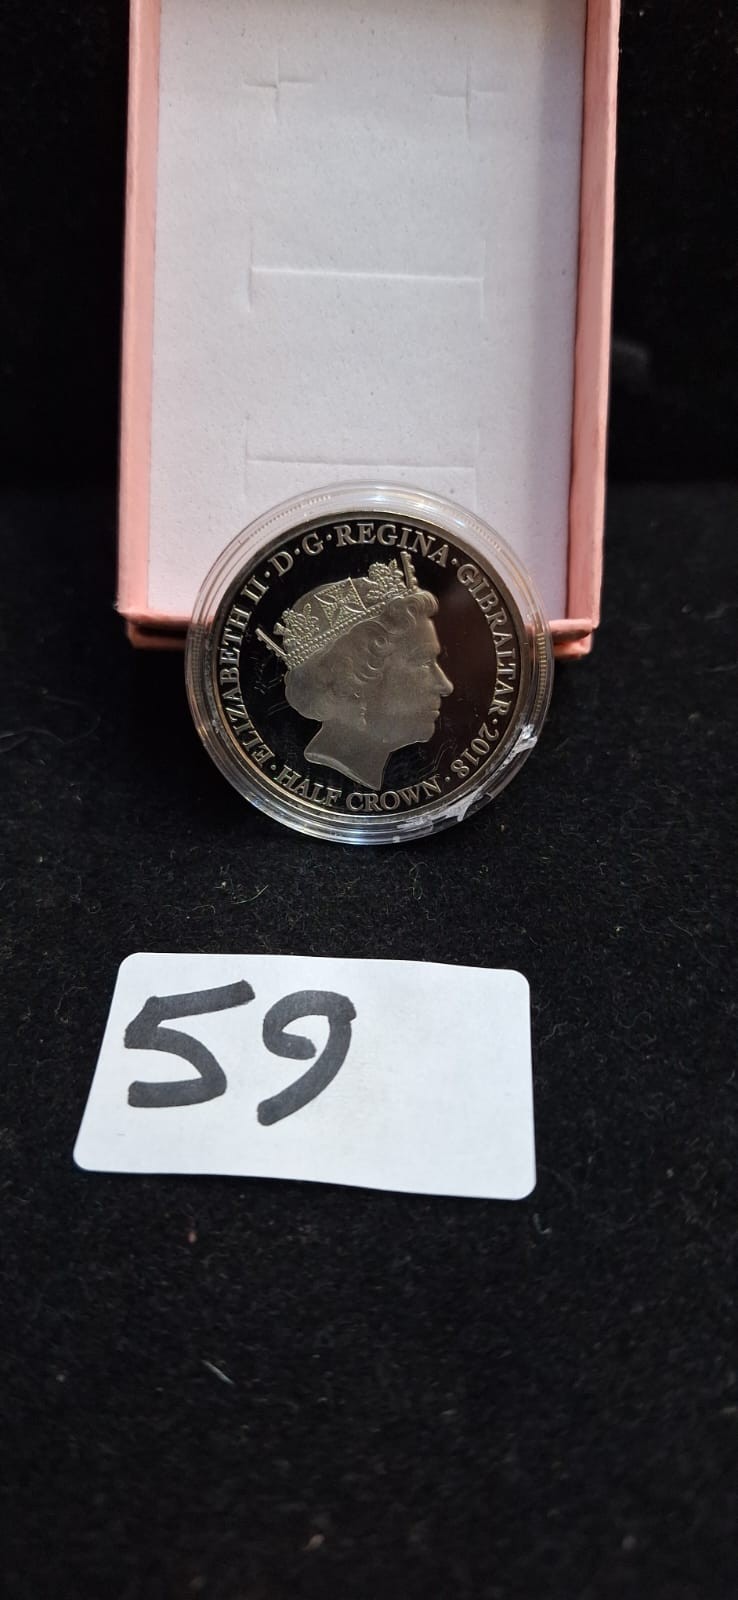 ELIZABETH II · D · G · REGINA · GIBRALTAR · 2018 ·
HALF CROWN ·
59